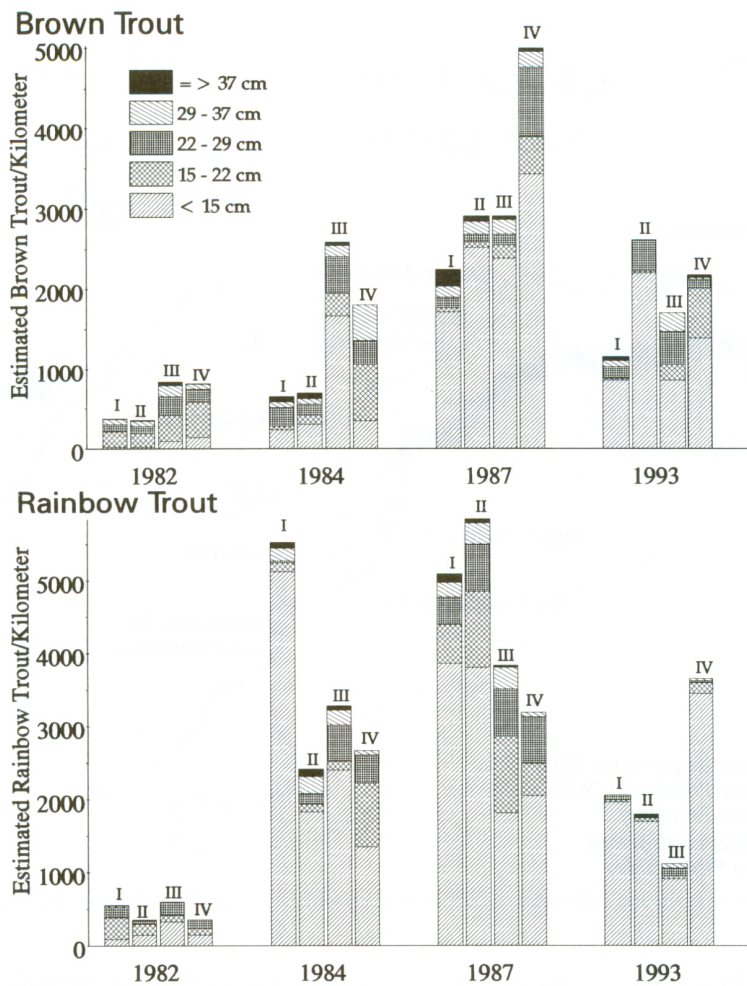 Brown Trout
Estimated Brown Trout/Kilometer
5000
4000
3000
2000
1000
0
= > 37 cm
29 - 37 cm
22 - 29 cm
15 - 22 cm
< 15 cm
I II III IV
I II III IV
I II III IV
I II III IV
1982 1984 1987 1993
Rainbow Trout
Estimated Rainbow Trout/Kilometer
5000
4000
3000
2000
1000
0
I II III IV
I II III IV
I II III IV
I II III IV
1982 1984 1987 1993